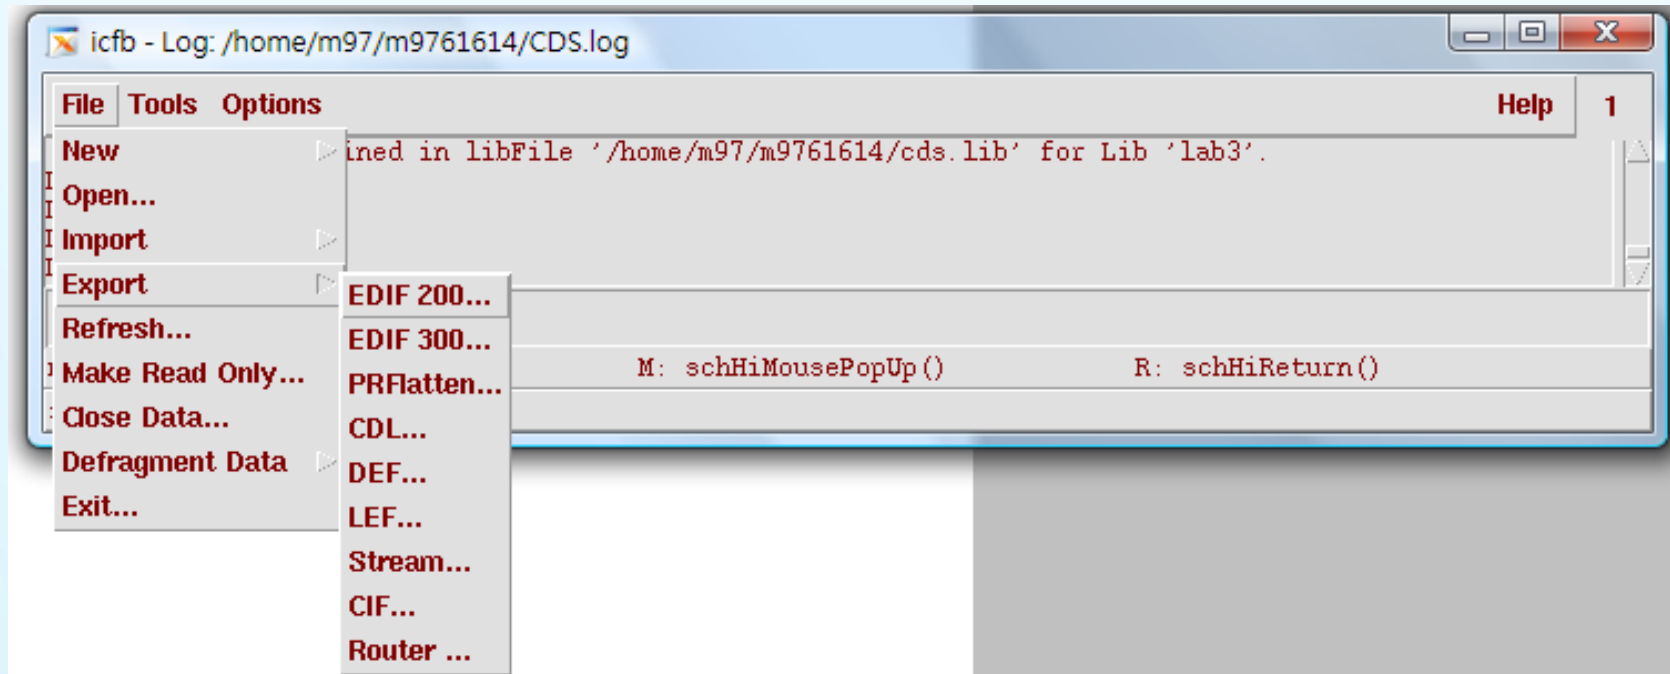 icfb - Log: /home/m97/m9761614/CDS.log
File Tools Options Help 1
New ined in libFile '/home/m97/m9761614/cds.lib' for Lib 'lab3'.
Open...
Import
Export
EDIF 200...
Refresh...
EDIF 300...
Make Read Only... M: schHiMousePopUp() R: schHiReturn()
PRFlatten...
Close Data...
CDL...
Defragment Data
DEF...
Exit...
LEF...
Stream...
CIF...
Router ...